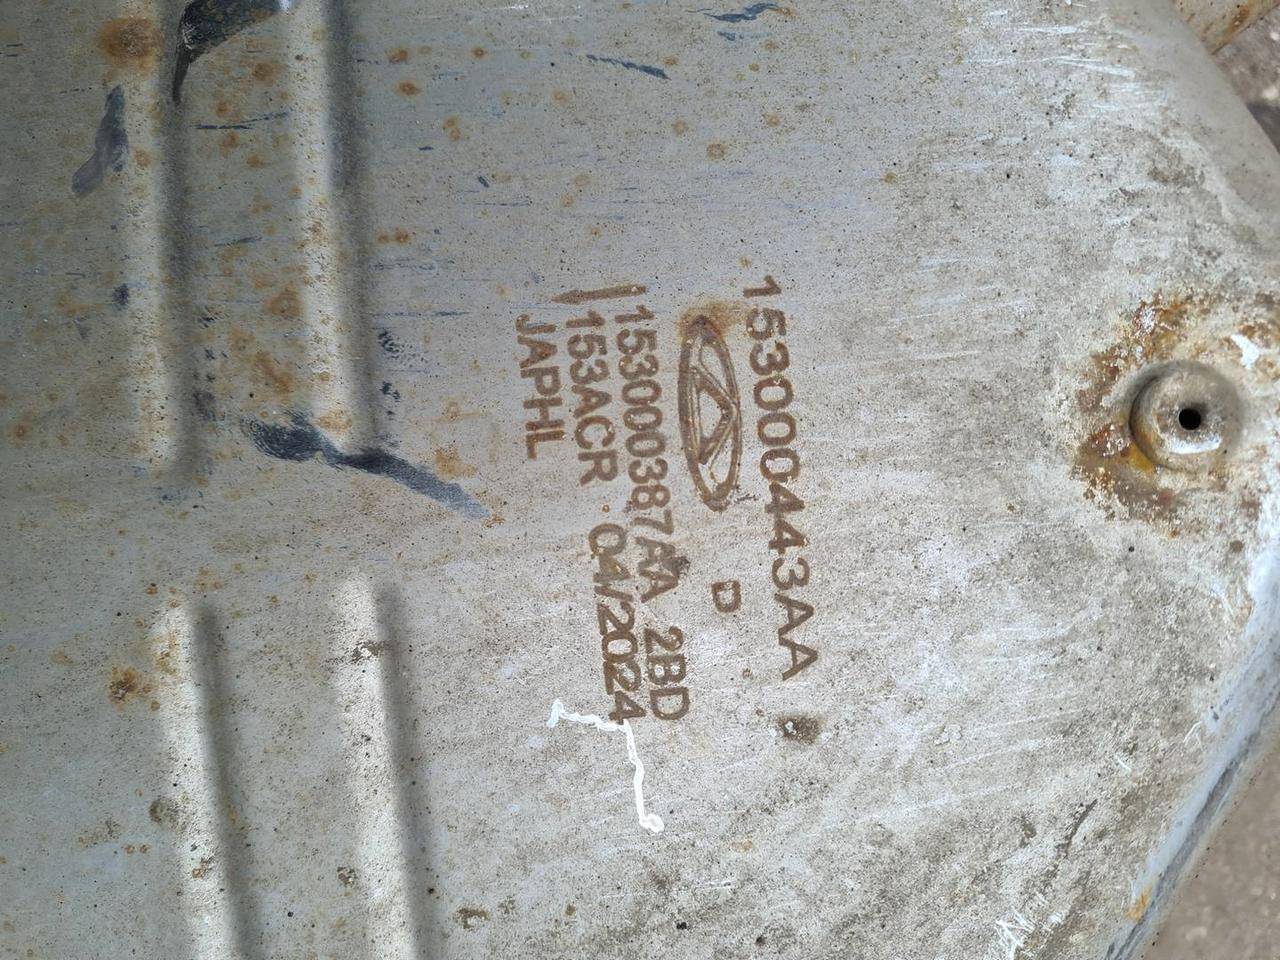 153000443AA
D
153000387AA 2BD
153ACR 04/2024
JAPHL